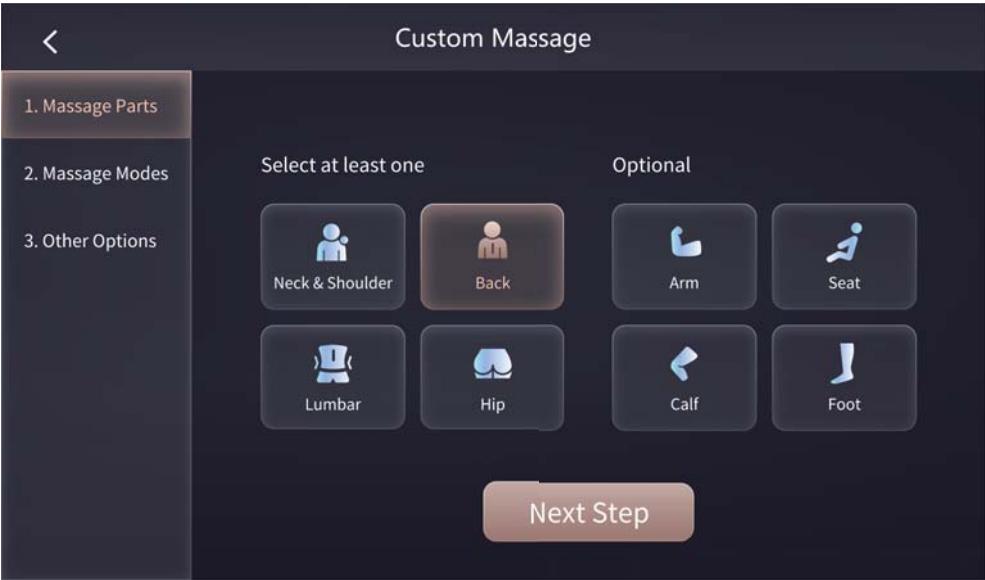 Custom Massage
1. Massage Parts
2. Massage Modes
3. Other Options
Select at least one
Neck & Shoulder
Back
Lumbar
Hip
Optional
Arm
Seat
Calf
Foot
Next Step